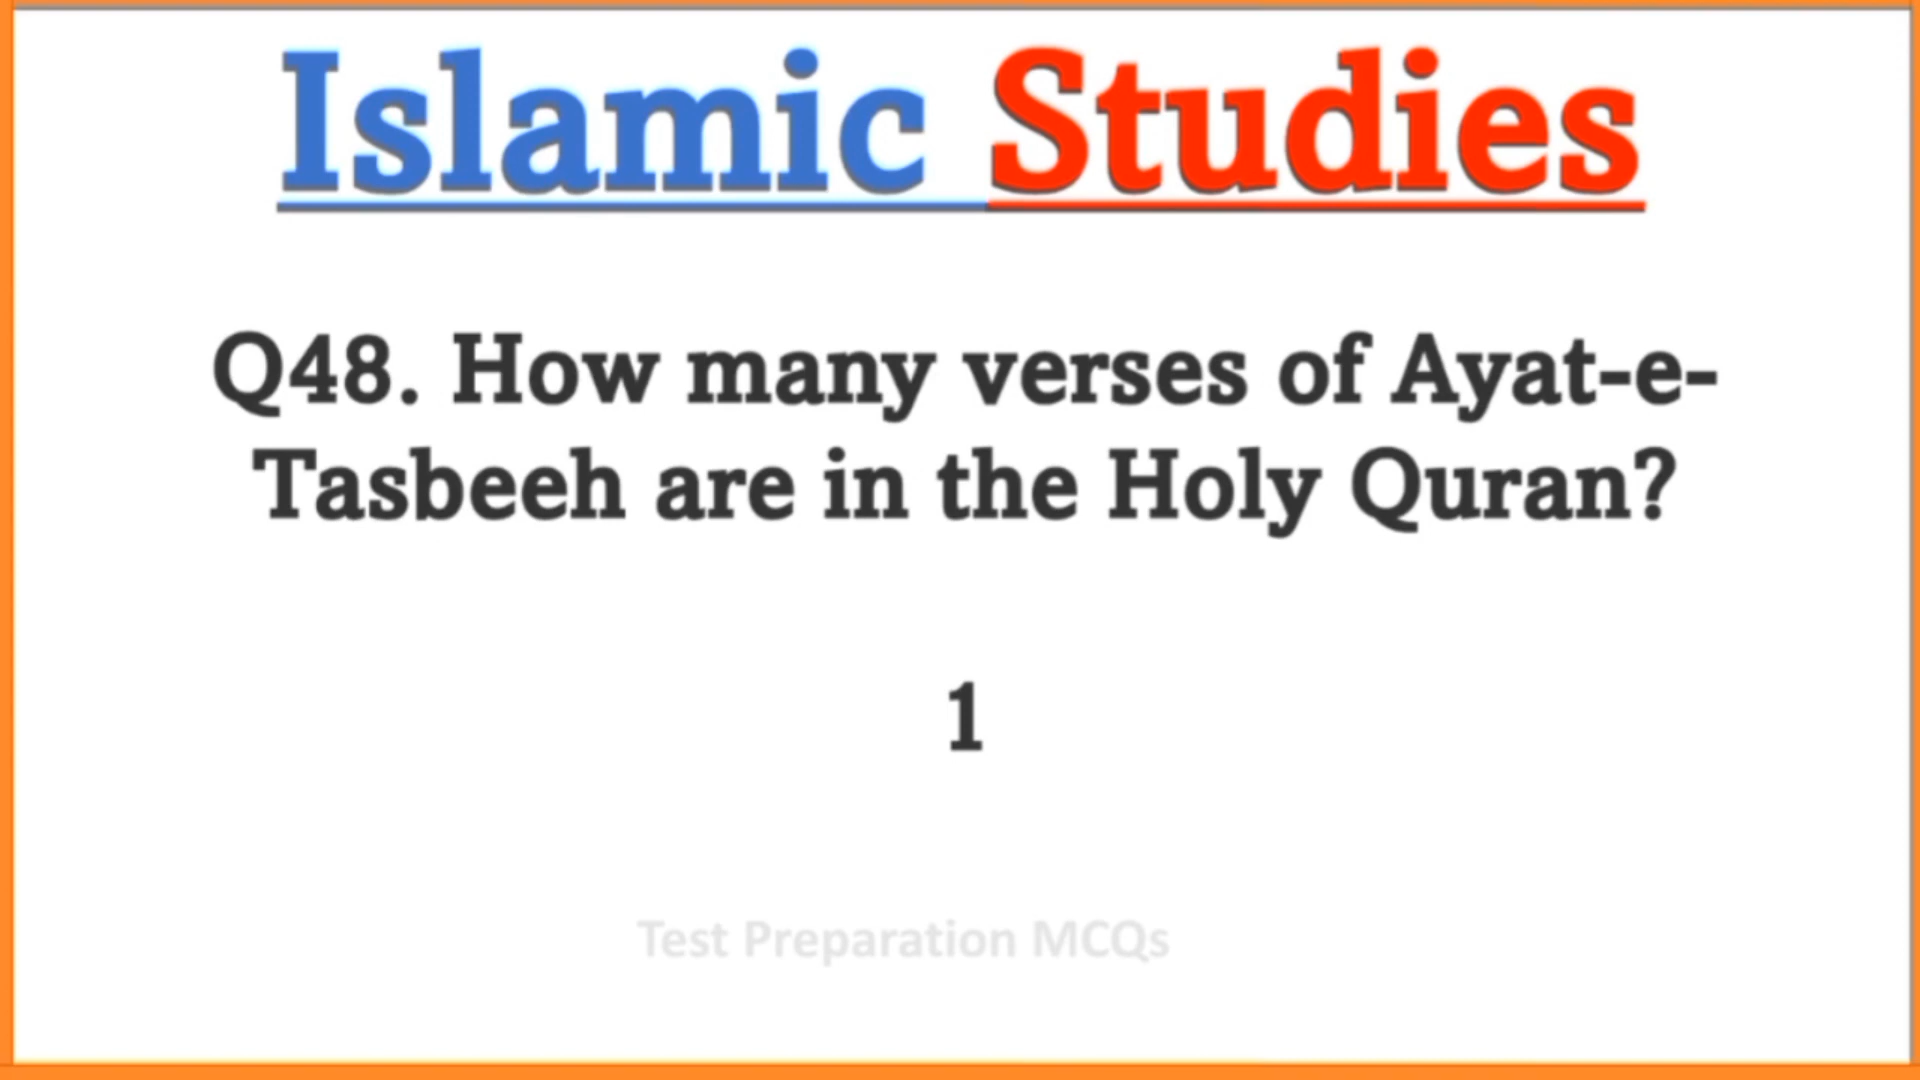 Islamic Studies
Q48. How many verses of Ayat-e-
Tasbeeh are in the Holy Quran?
1
Test Preparation MCQs